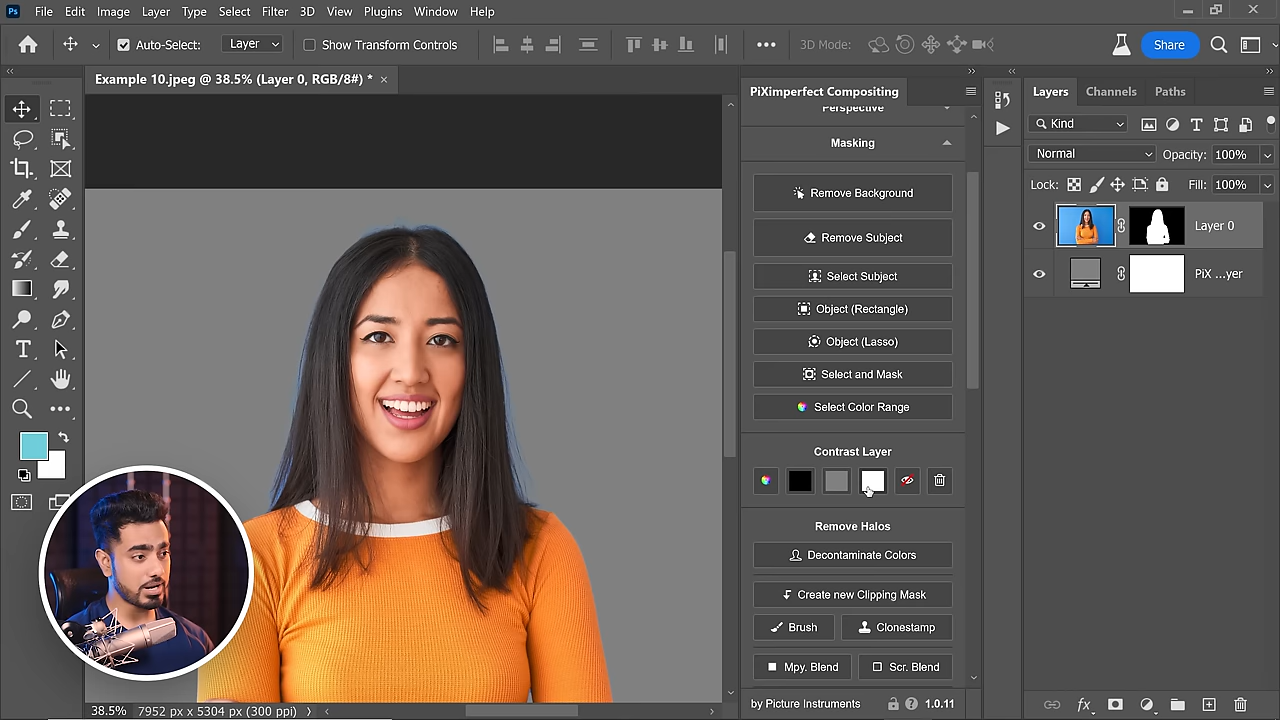 Ps File Edit Image Layer Type Select Filter 3D View Plugins Window Help
Auto-Select: Layer Show Transform Controls 3D Mode: Share
Example 10.jpeg @ 38.5% (Layer 0, RGB/8#) *
PiXimperfect Compositing
Perspective
Masking
Remove Background
Remove Subject
Select Subject
Object (Rectangle)
Object (Lasso)
Select and Mask
Select Color Range
Contrast Layer
Remove Halos
Decontaminate Colors
Create new Clipping Mask
Brush Clonestamp
Mpy. Blend Scr. Blend
by Picture Instruments 1.0.11
Layers Channels Paths
Kind
Normal Opacity: 100%
Lock: Fill: 100%
Layer 0
PiX ...yer
38.5% 7952 px x 5304 px (300 ppi)